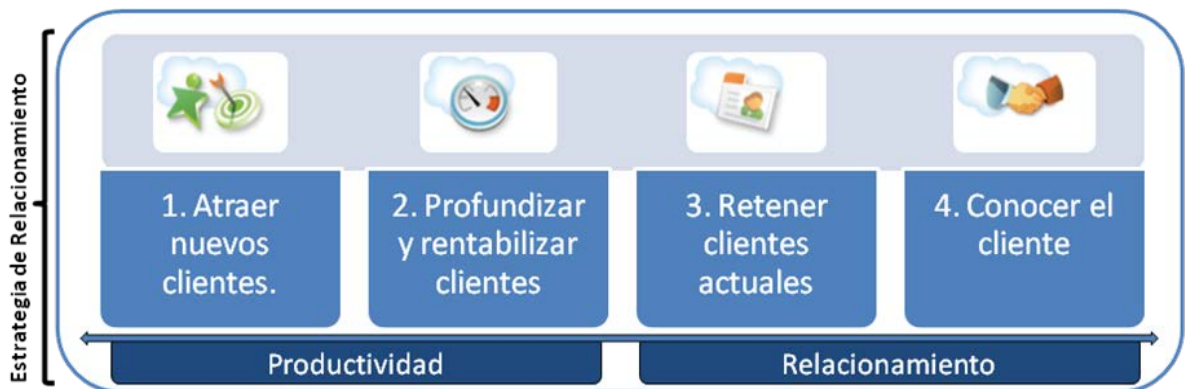 Estrategia de Relacionamiento
1. Atraer
nuevos
clientes.
2. Profundizar
y rentabilizar
clientes
3. Retener
clientes
actuales
4. Conocer el
cliente
Productividad
Relacionamiento